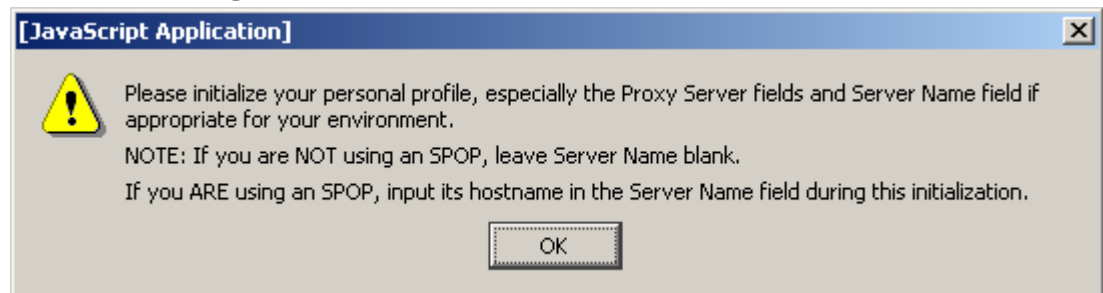 [JavaScript Application]
Please initialize your personal profile, especially the Proxy Server fields and Server Name field if
appropriate for your environment.
NOTE: If you are NOT using an SPOP, leave Server Name blank.
If you ARE using an SPOP, input its hostname in the Server Name field during this initialization.
OK